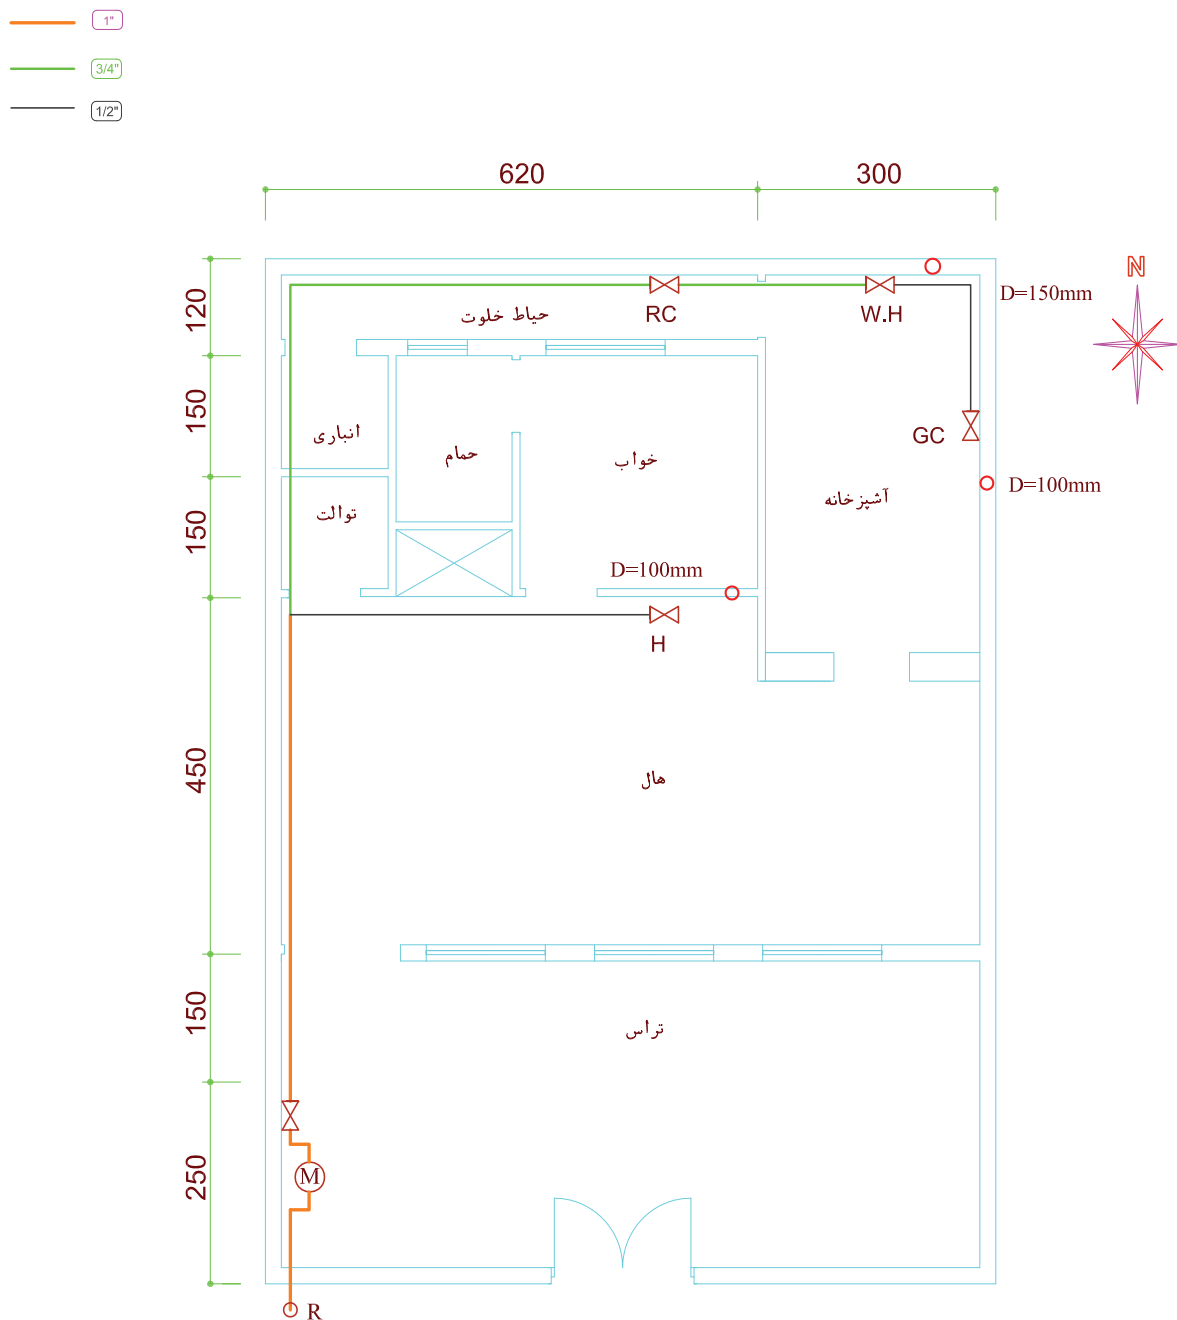 1"
3/4"
1/2"
620
300
N
D=150mm
120
حیاط خلوت
RC
W.H
150
انباری
حمام
خواب
GC
آشپزخانه
D=100mm
150
توالت
D=100mm
H
450
هال
150
تراس
250
M
R